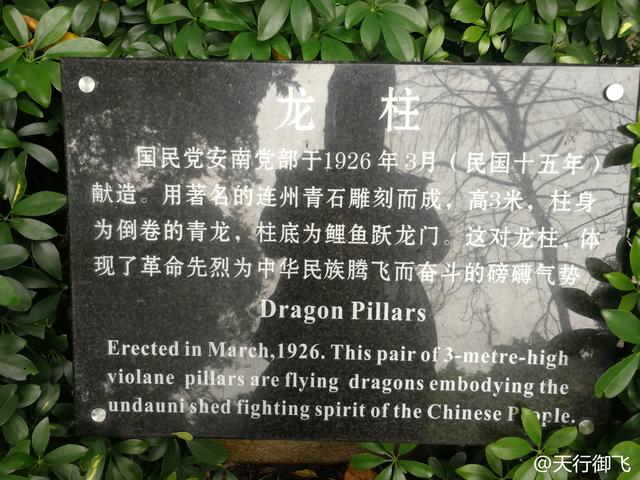 龙 柱
国民党安南党部于1926年3月(民国十五年)
献造。用著名的连州青石雕刻而成,高3米,柱身
为倒卷的青龙,柱底为鲤鱼跃龙门。这对龙柱,体
现了革命先烈为中华民族腾飞而奋斗的磅礴气势
Dragon Pillars
Erected in March,1926. This pair of 3-metre-high
violane pillars are flying dragons embodying the
undauni shed fighting spirit of the Chinese People.
@天行御飞